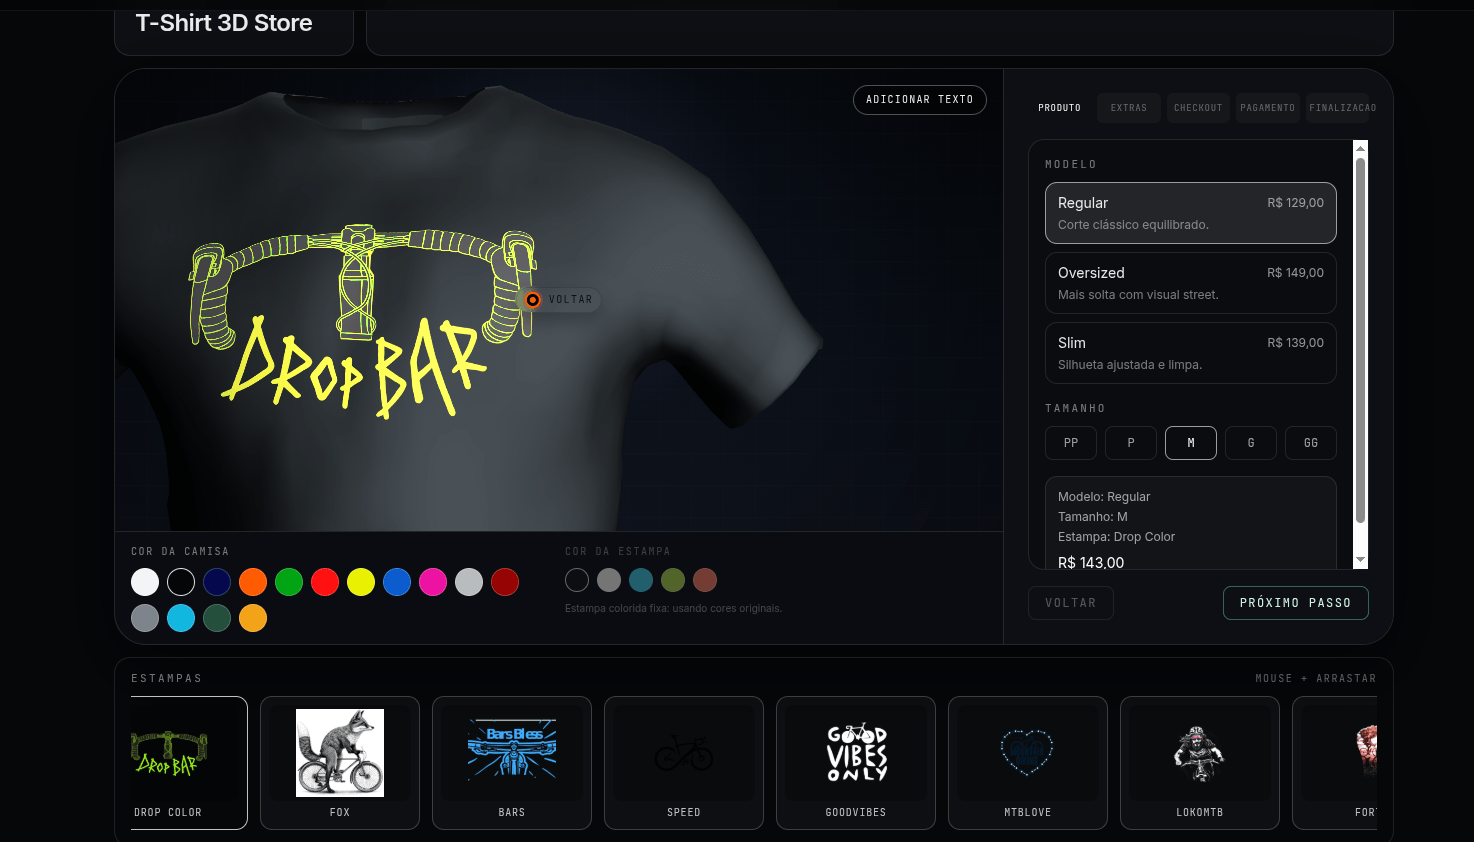 T-Shirt 3D Store
ADICIONAR TEXTO
DROP BAR
VOLTAR
COR DA CAMISA
COR DA ESTAMPA
Estampa colorida fixa: usando cores originais.
PRODUTO
EXTRAS
CHECKOUT
PAGAMENTO
FINALIZACAO
MODELO
Regular R$ 129,00
Corte clássico equilibrado.
Oversized R$ 149,00
Mais solta com visual street.
Slim R$ 139,00
Silhueta ajustada e limpa.
TAMANHO
PP P M G GG
Modelo: Regular
Tamanho: M
Estampa: Drop Color
R$ 143,00
VOLTAR PRÓXIMO PASSO
ESTAMPAS MOUSE + ARRASTAR
DROP BAR
DROP COLOR
FOX
Bars Bless
BARS
SPEED
GOOD
VIBES
ONLY
GOODVIBES
MTBLOVE
LOKOMTB